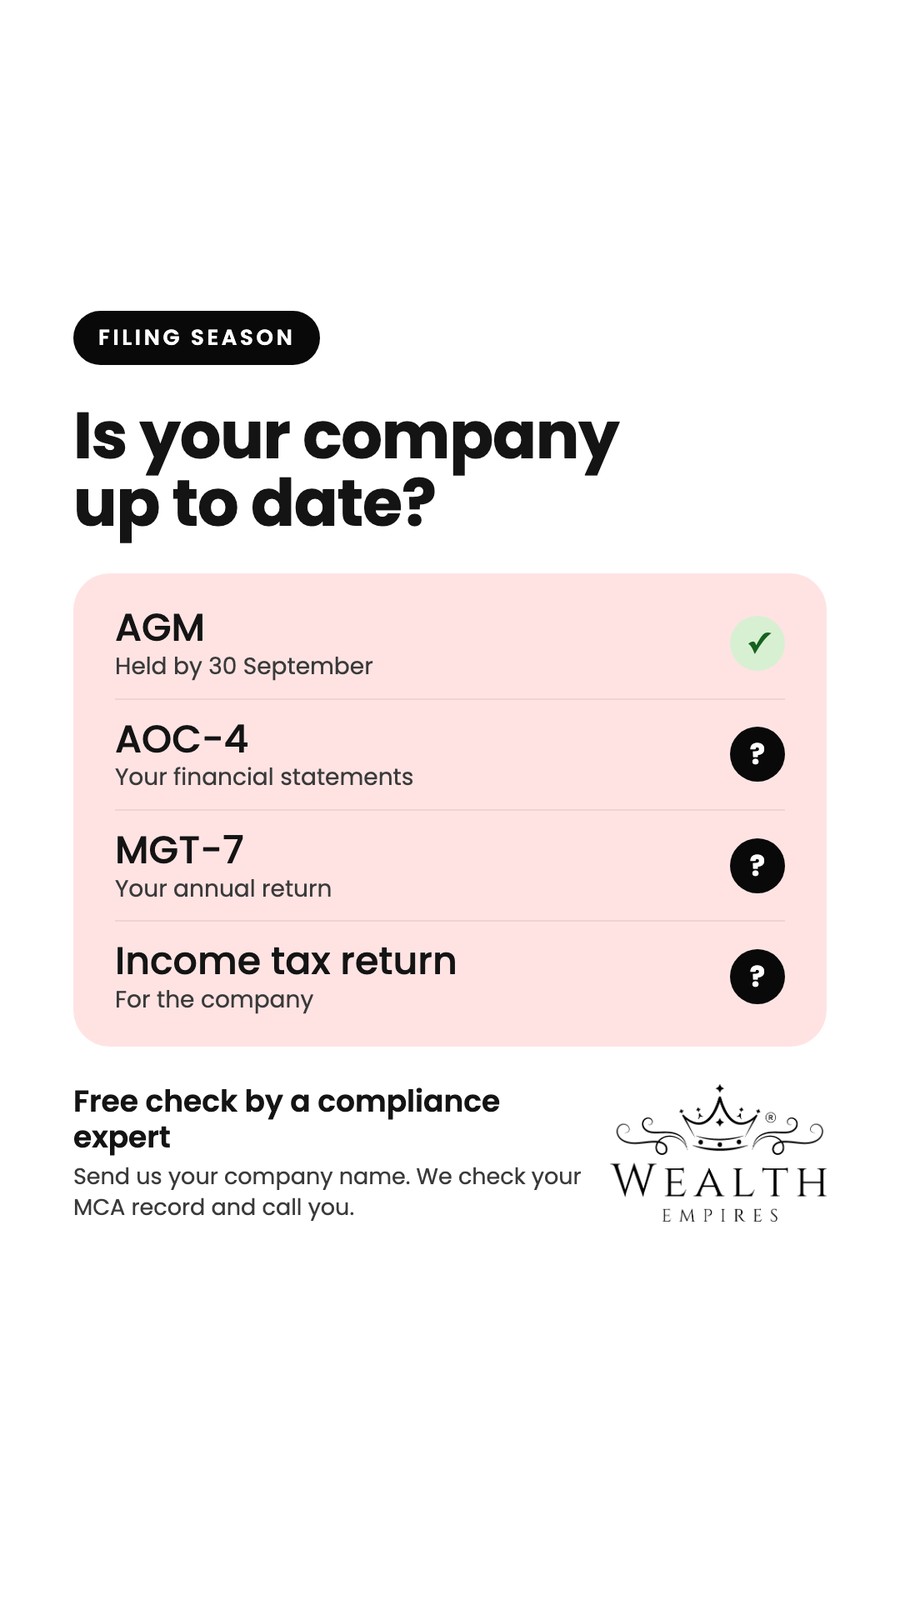 FILING SEASON
Is your company
up to date?
AGM
Held by 30 September
✓
AOC-4
Your financial statements
?
MGT-7
Your annual return
?
Income tax return
For the company
?
Free check by a compliance
expert
Send us your company name. We check your
MCA record and call you.
®
WEALTH
EMPIRES